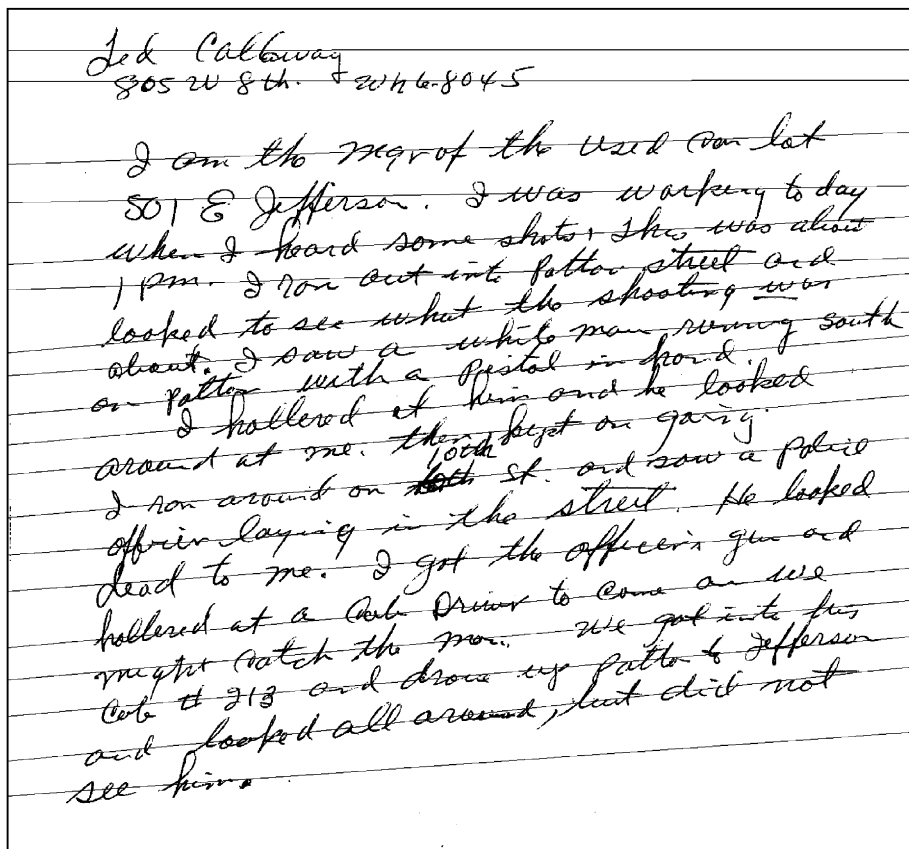 Ted Calloway
805 W 8th. Wh 6-8045
I am the mgr of the used car lot
501 E Jefferson. I was working today
when I heard some shots, this was about
1 pm. I ran out into Patton street and
looked to see what the shooting was
about. I saw a white man, runing south
on Patton with a pistol in hand.
I hollered at him and he looked
around at me. then kept on going.
I ran around on 10th St. and saw a police
officer laying in the street. He looked
dead to me. I got the officer's gun and
hollered at a Cab Driver to come on we
might catch the man. We got into his
Cab # 213 and drove up Patton to Jefferson
and looked all around, but did not
see him.